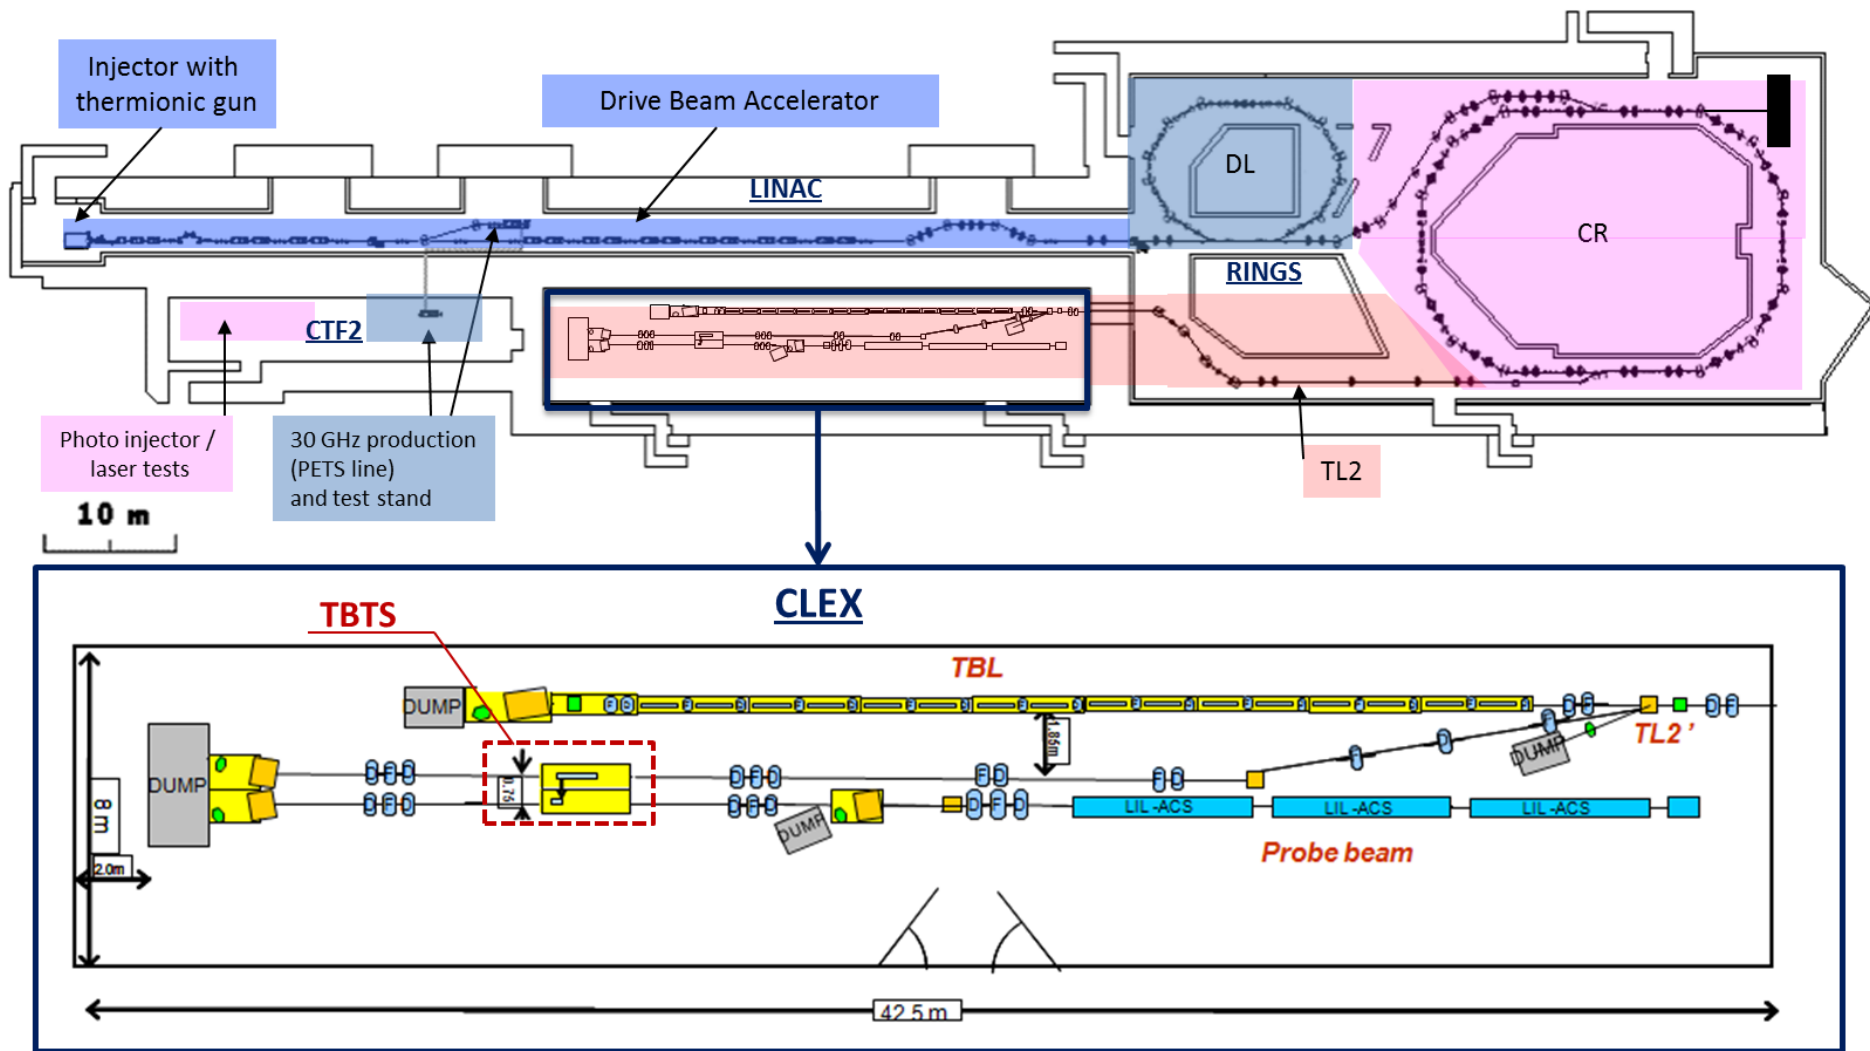 Injector with
thermionic gun
Drive Beam Accelerator
LINAC
DL
CR
RINGS
CTF2
Photo injector /
laser tests
30 GHz production
(PETS line)
and test stand
TL2
10 m
CLEX
TBTS
TBL
DUMP
TL2 '
DUMP
1.85m
DUMP
0.75
D F D
D F D
F D
F D
D F D
D F D
D F D
LIL-ACS
LIL-ACS
LIL-ACS
DUMP
Probe beam
8m
2.0m
42.5 m